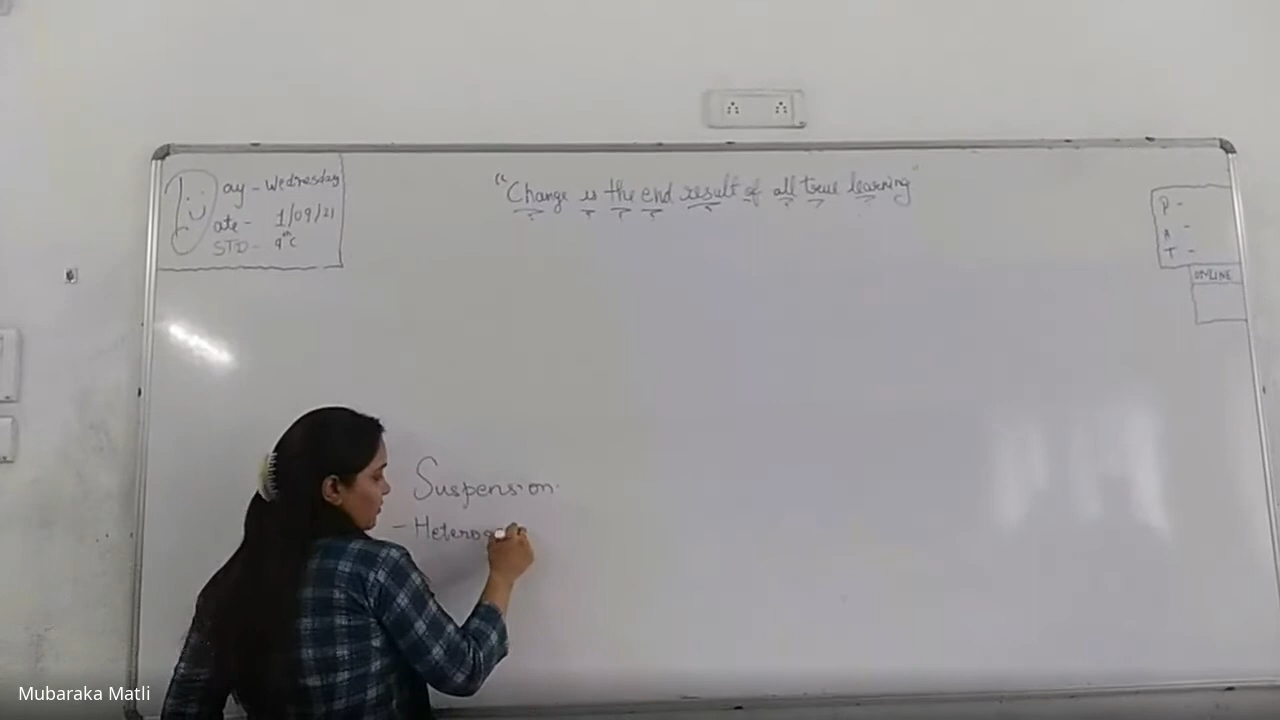 Day - Wednesday
Date - 1/09/21
STD - 9th C
"Change is the end result of all true learning"
P -
A -
T -
ONLINE
Suspension
- Heterog
Mubaraka Matli